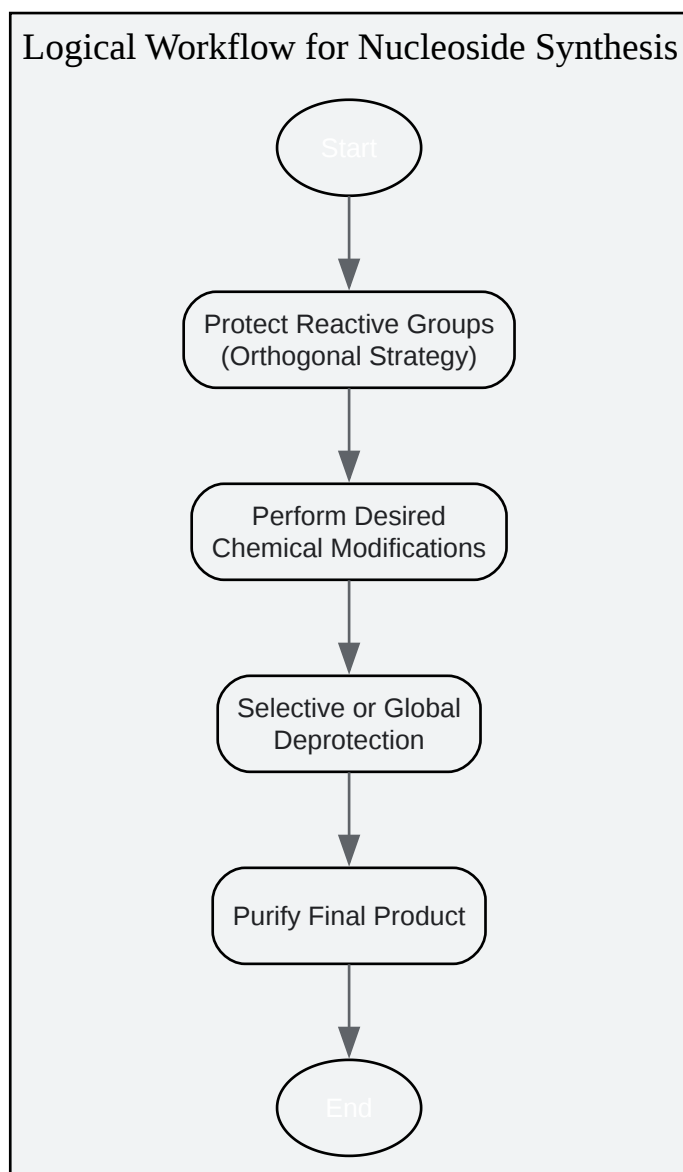 Logical Workflow for Nucleoside Synthesis
Start
Protect Reactive Groups
(Orthogonal Strategy)
Perform Desired
Chemical Modifications
Selective or Global
Deprotection
Purify Final Product
End